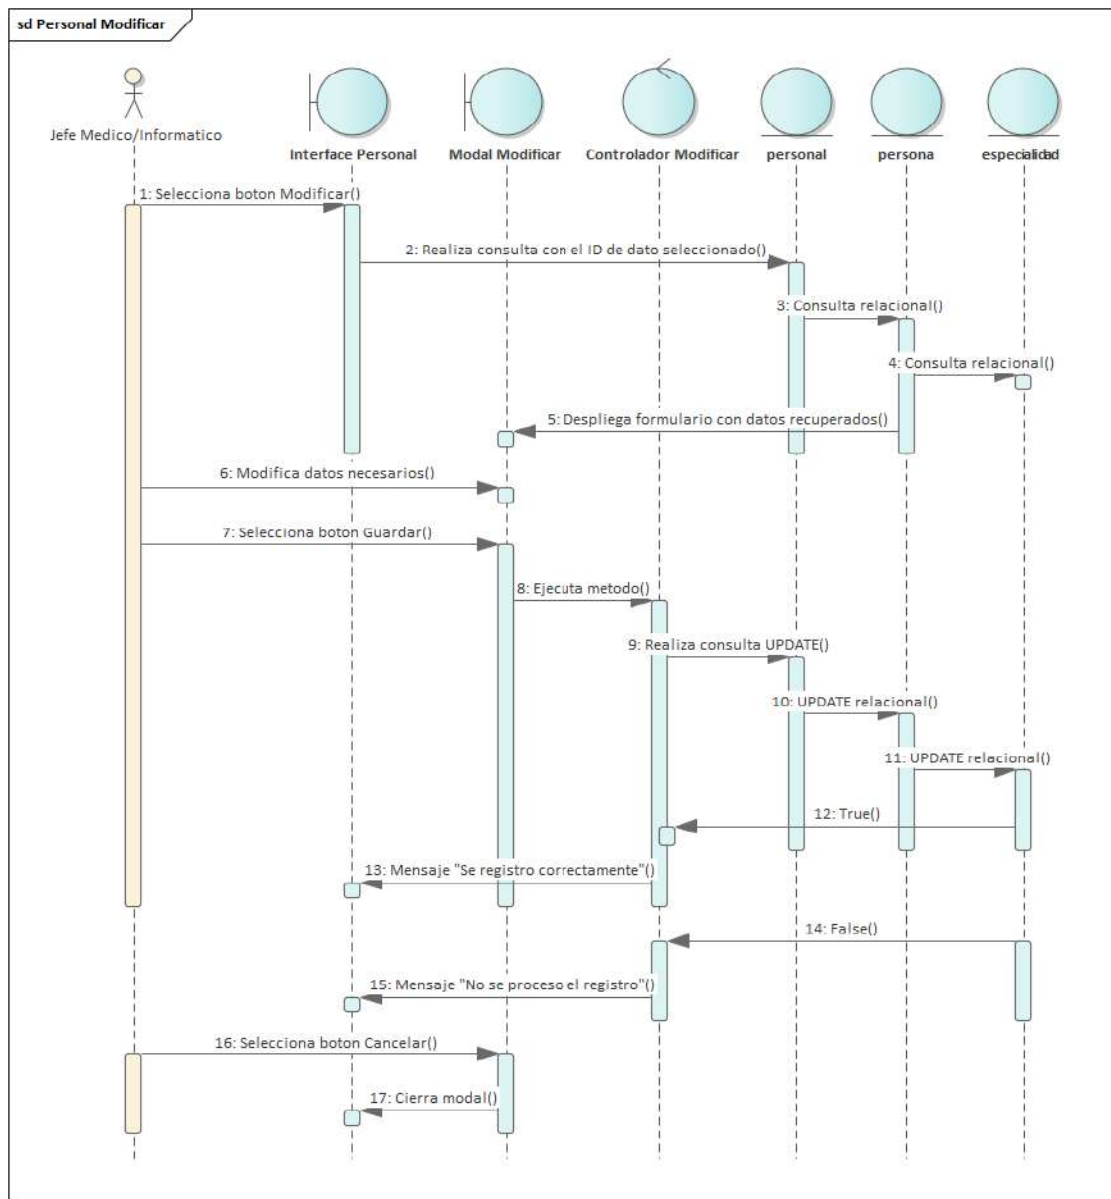 sd Personal Modificar
Jefe Medico/Informatico
Interface Personal
Modal Modificar
Controlador Modificar
personal
persona
especialidad
1: Selecciona boton Modificar()
2: Realiza consulta con el ID de dato seleccionado()
3: Consulta relacional()
4: Consulta relacional()
5: Despliega formulario con datos recuperados()
6: Modifica datos necesarios()
7: Selecciona boton Guardar()
8: Ejecuta metodo()
9: Realiza consulta UPDATE()
10: UPDATE relacional()
11: UPDATE relacional()
12: True()
13: Mensaje "Se registro correctamente"()
14: False()
15: Mensaje "No se proceso el registro"()
16: Selecciona boton Cancelar()
17: Cierra modal()